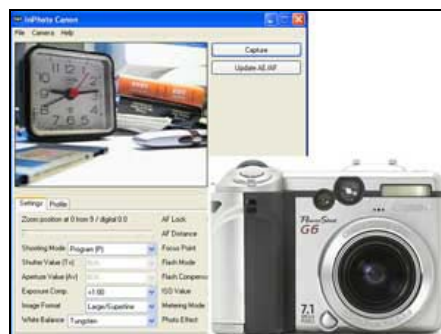 InPhoto Canon
File Camera Help
Capture
Update AE/AF
Settings Profile
Zoom position at 0 from 9 / digital 0.0
AF Lock
AF Distance
Shooting Mode Program (P)
Focus Point
Shutter Value (Tv)
Flash Mode
Aperture Value (Av)
Flash Compens
Exposure Comp. +1.00
ISO Value
Image Format Large/Superfine
Metering Mode
White Balance Tungsten
Photo Effect
PowerShot
G6
7.1